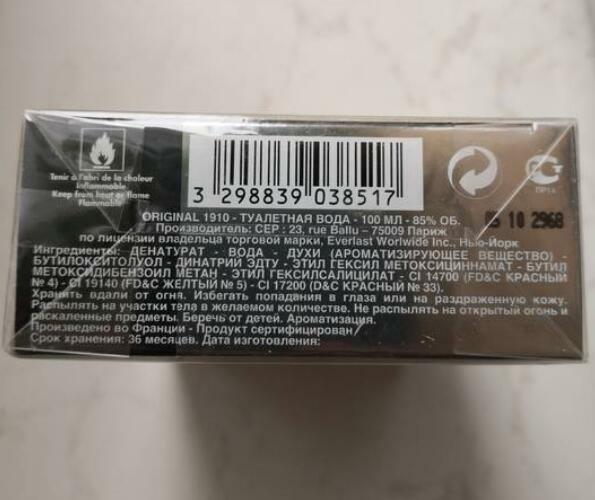 Tenir à l'abri de la chaleur
Inflammable
Keep from heat or flame
Flammable
3 298839 038517
ПР14
05 10 2968
ORIGINAL 1910 - ТУАЛЕТНАЯ ВОДА - 100 МЛ - 85% ОБ.
Производитель: CEP : 23, rue Ballu – 75009 Париж
по лицензии владельца торговой марки, Everlast Worlwide Inc., Нью-Йорк
Ингредиенты: ДЕНАТУРАТ - ВОДА - ДУХИ (АРОМАТИЗИРУЮЩЕЕ ВЕЩЕСТВО) -
БУТИЛОКСИТОЛУОЛ - ДИНАТРИЙ ЭДТУ - ЭТИЛ ГЕКСИЛ МЕТОКСИЦИННАМАТ - БУТИЛ
МЕТОКСИДИБЕНЗОИЛ МЕТАН - ЭТИЛ ГЕКСИЛСАЛИЦИЛАТ - CI 14700 (FD&C КРАСНЫЙ
№ 4) - CI 19140 (FD&C ЖЕЛТЫЙ № 5) - CI 17200 (D&C КРАСНЫЙ № 33).
Хранить вдали от огня. Избегать попадания в глаза или на раздраженную кожу.
Распылять на участки тела в желаемом количестве. Не распылять на открытый огонь и
раскаленные предметы. Беречь от детей. Ароматизация.
Произведено во Франции - Продукт сертифицирован
Срок хранения: 36 месяцев. Дата изготовления: